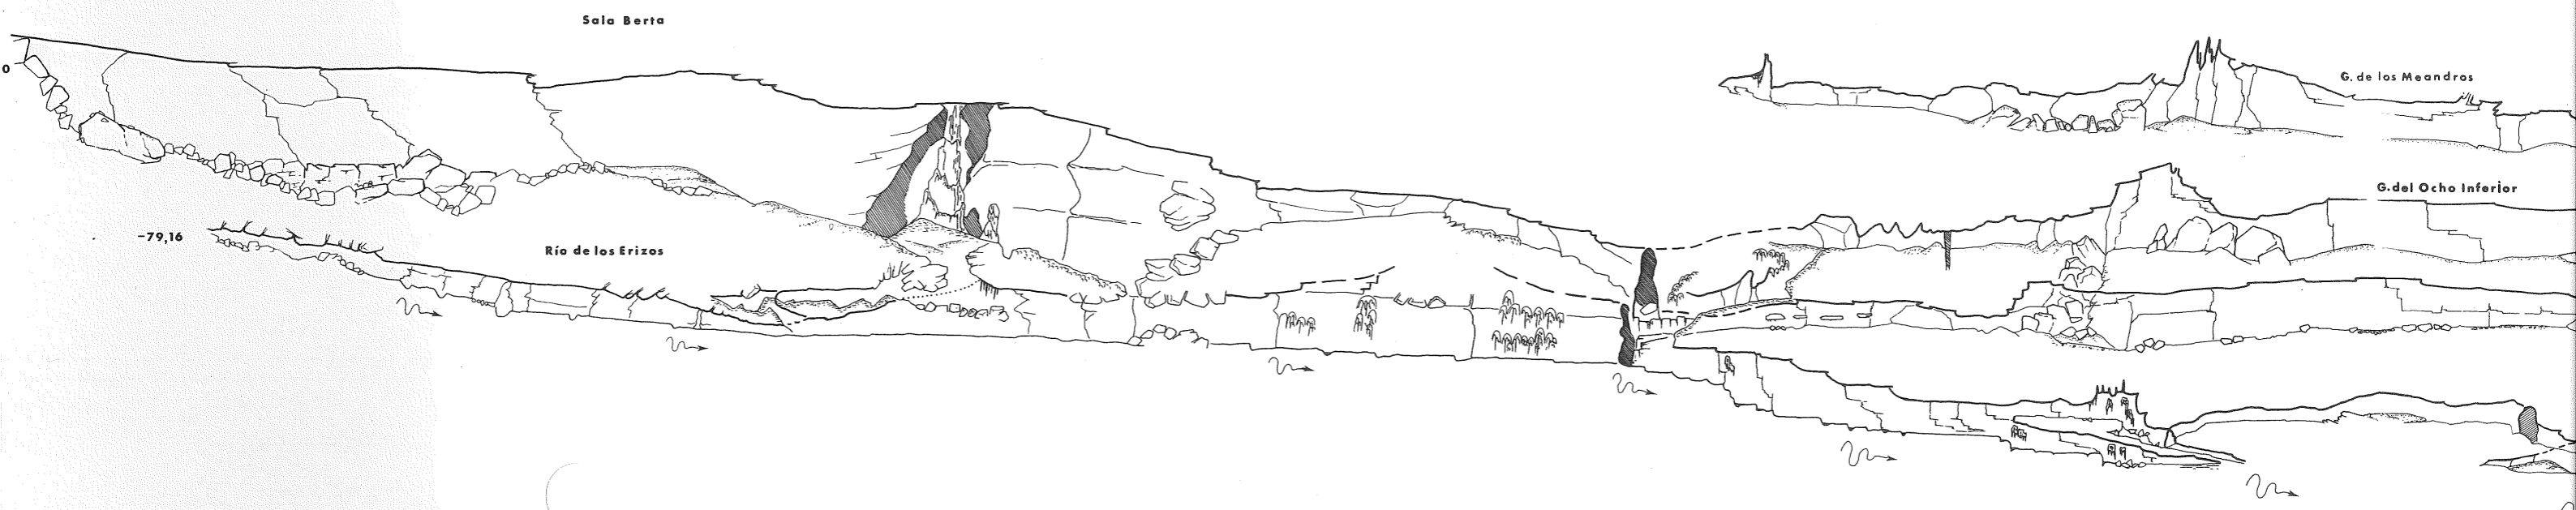 Sala Berta
0
G. de los Meandros
G. del Ocho Inferior
−79,16
Río de los Erizos